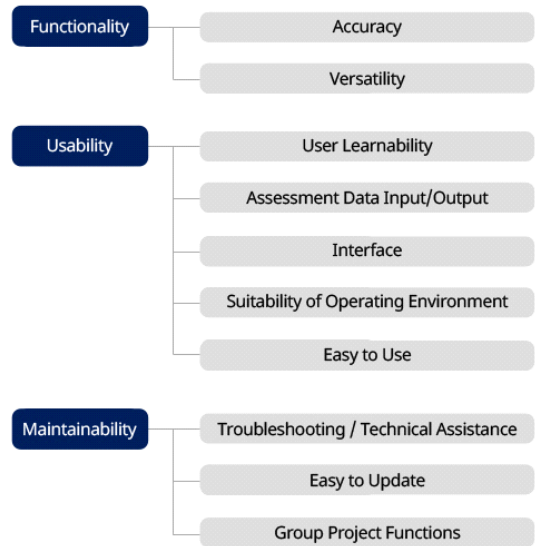 Functionality
Accuracy
Versatility
Usability
User Learnability
Assessment Data Input/Output
Interface
Suitability of Operating Environment
Easy to Use
Maintainability
Troubleshooting / Technical Assistance
Easy to Update
Group Project Functions